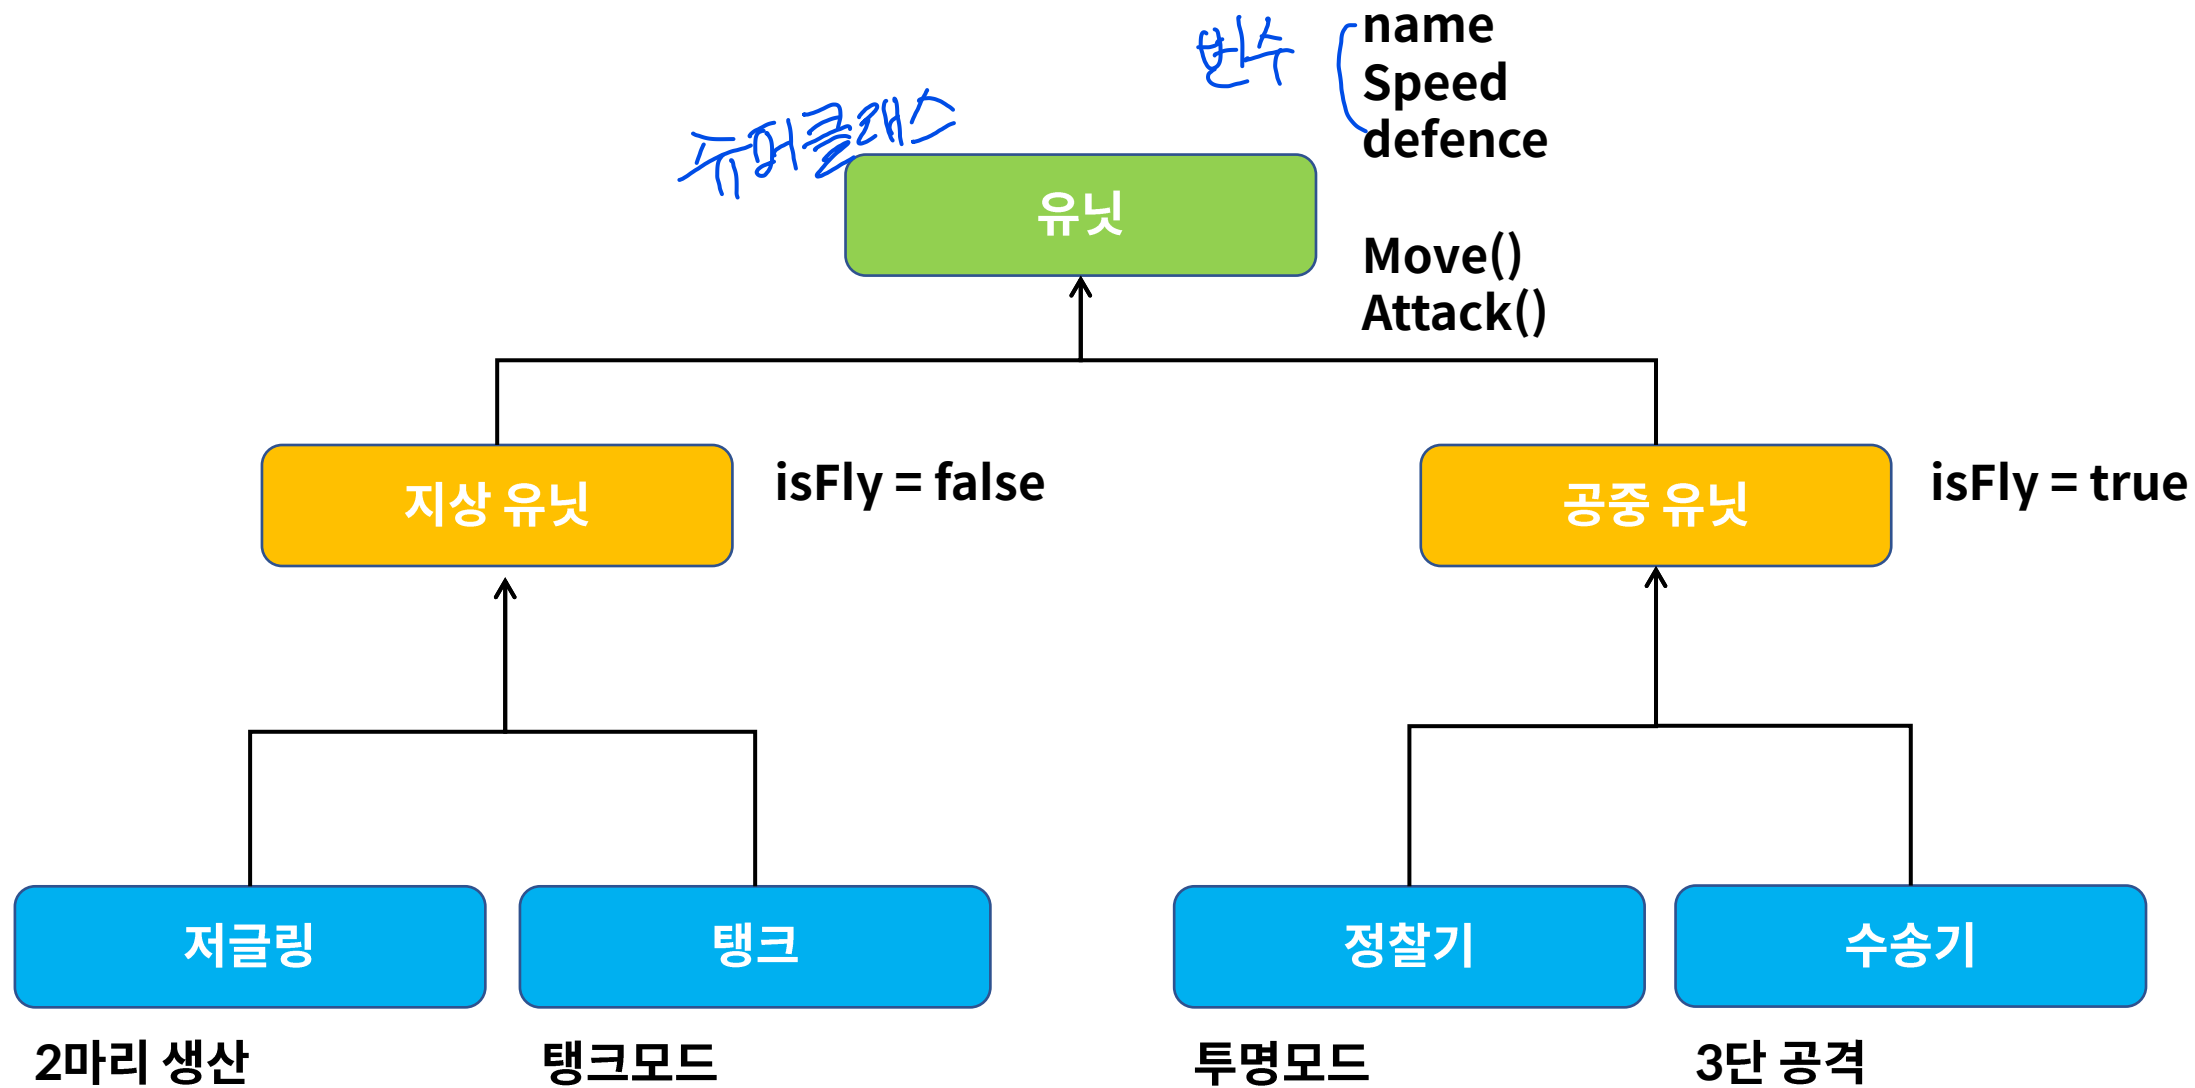 변수
name
Speed
defence
슈퍼클래스
유닛
Move()
Attack()
지상 유닛
isFly = false
공중 유닛
isFly = true
저글링
탱크
정찰기
수송기
2마리 생산
탱크모드
투명모드
3단 공격